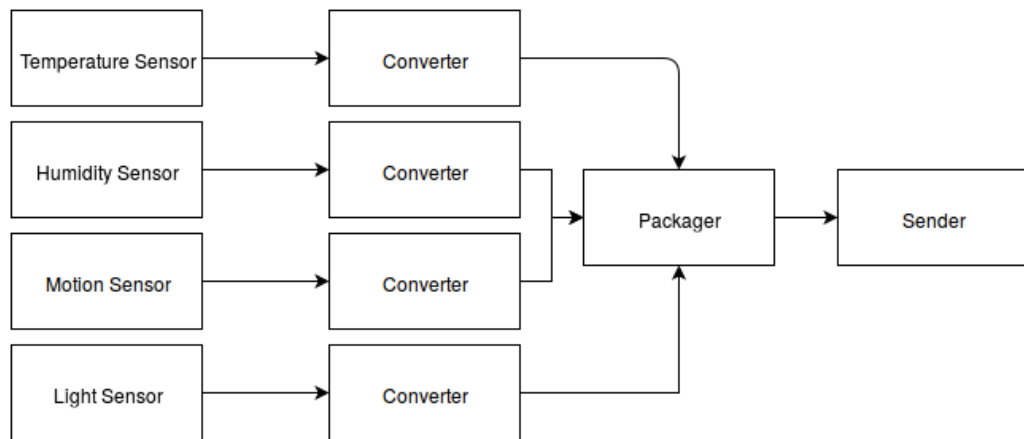 Temperature Sensor
Converter
Humidity Sensor
Converter
Packager
Sender
Motion Sensor
Converter
Light Sensor
Converter